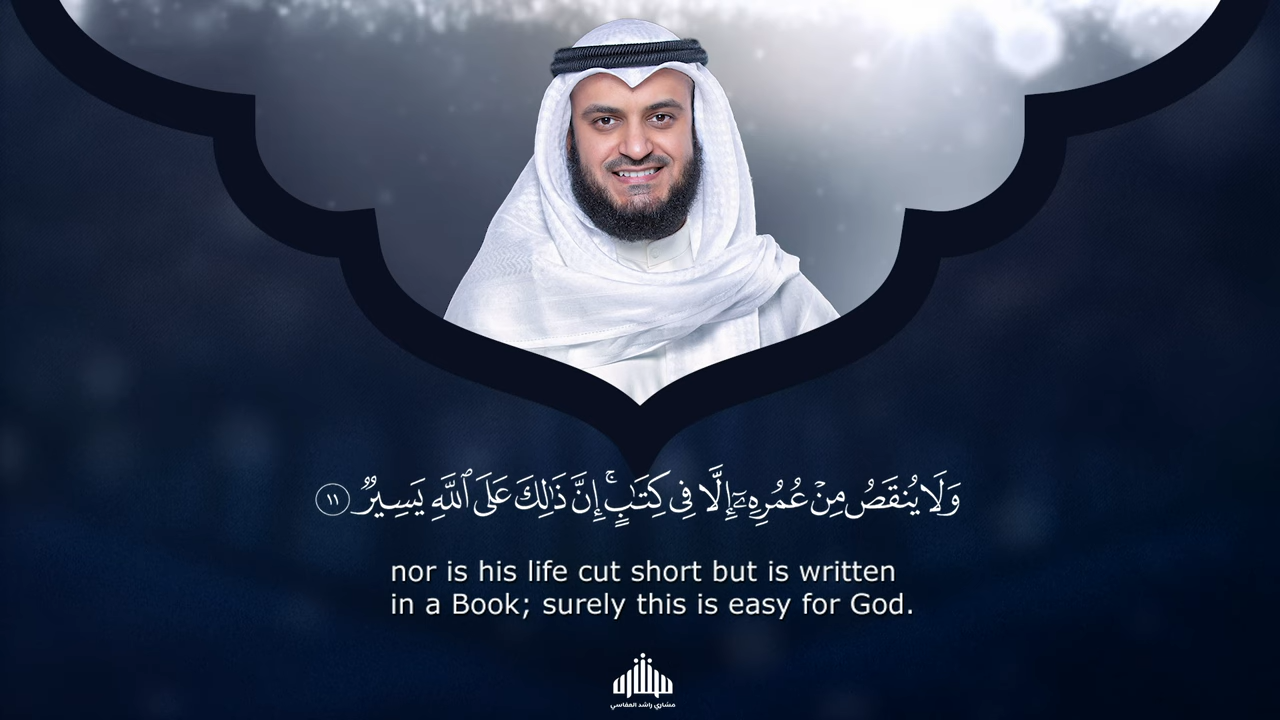 وَلَا يُنقَصُ مِنْ عُمُرِهِۦٓ إِلَّا فِى كِتَٰبٍ ۚ إِنَّ ذَٰلِكَ عَلَى ٱللَّهِ يَسِيرٌ ١١
nor is his life cut short but is written
in a Book; surely this is easy for God.
مشاري راشد العفاسي